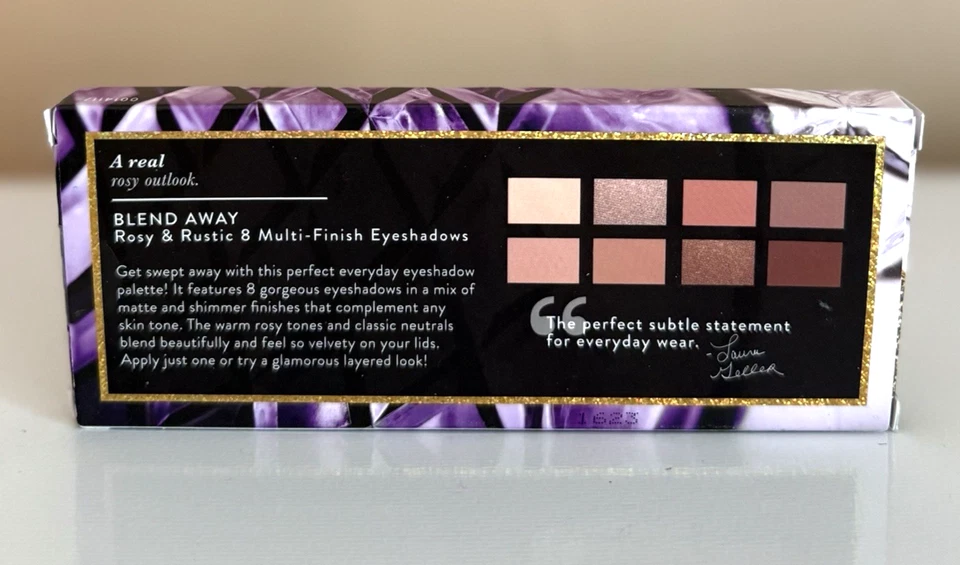 A real
rosy outlook.
BLEND AWAY
Rosy & Rustic 8 Multi-Finish Eyeshadows
Get swept away with this perfect everyday eyeshadow
palette! It features 8 gorgeous eyeshadows in a mix of
matte and shimmer finishes that complement any
skin tone. The warm rosy tones and classic neutrals
blend beautifully and feel so velvety on your lids.
Apply just one or try a glamorous layered look!
“The perfect subtle statement
for everyday wear.
-Laura
Geller
1623